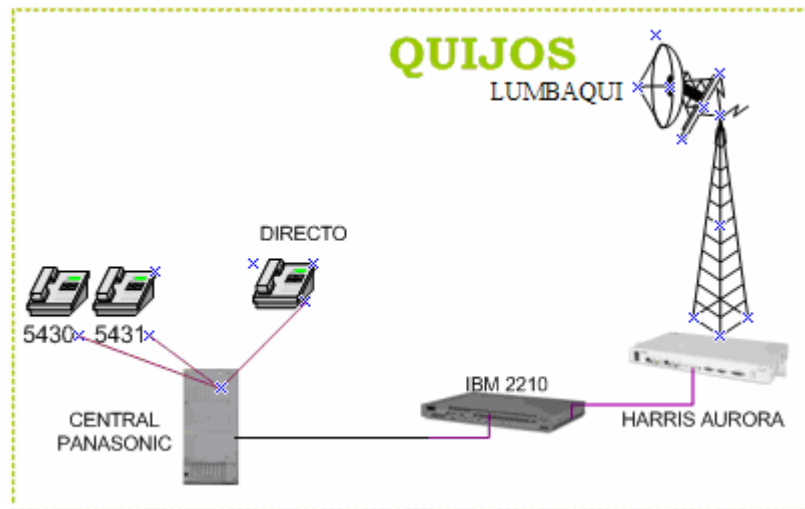 QUIJOS
LUMBAQUI
DIRECTO
5430 5431
IBM 2210
CENTRAL
PANASONIC
HARRIS AURORA